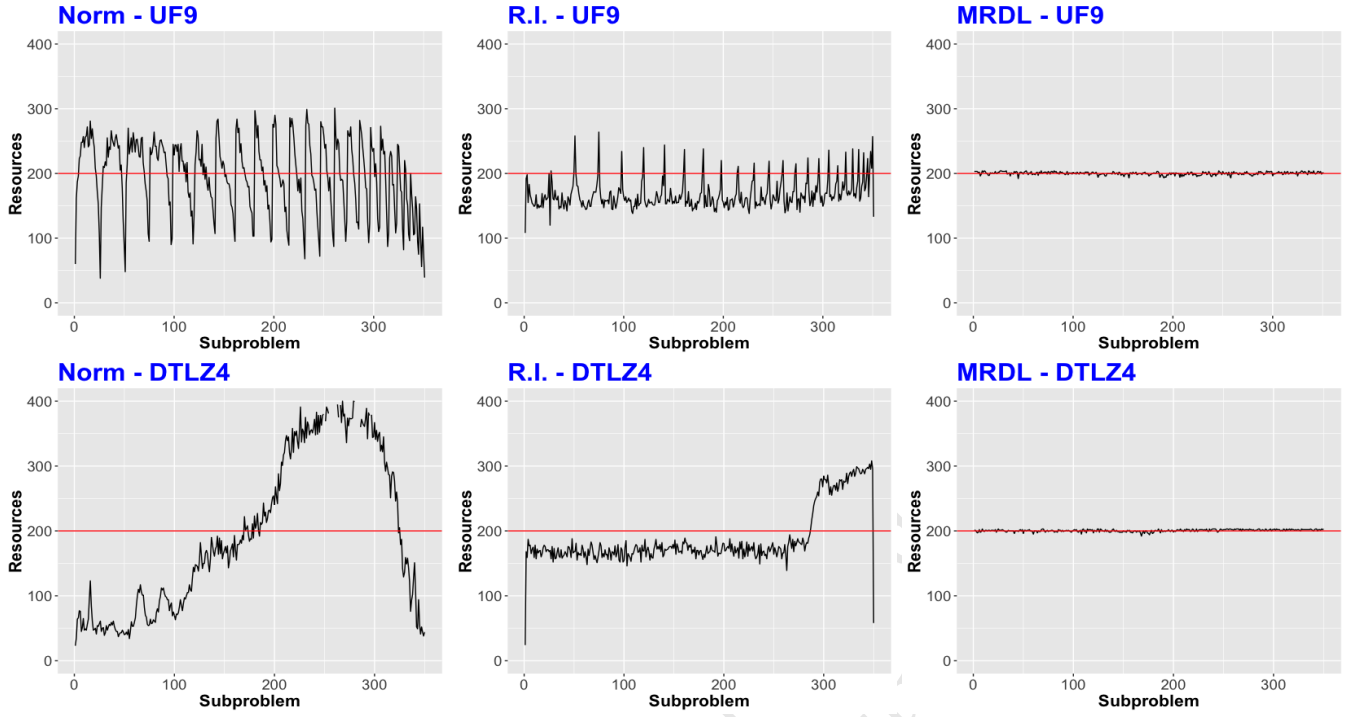 Norm - UF9
400
300
200
100
0
Resources
0 100 200 300
Subproblem
R.I. - UF9
400
300
200
100
0
Resources
0 100 200 300
Subproblem
MRDL - UF9
400
300
200
100
0
Resources
0 100 200 300
Subproblem
Norm - DTLZ4
400
300
200
100
0
Resources
0 100 200 300
Subproblem
R.I. - DTLZ4
400
300
200
100
0
Resources
0 100 200 300
Subproblem
MRDL - DTLZ4
400
300
200
100
0
Resources
0 100 200 300
Subproblem